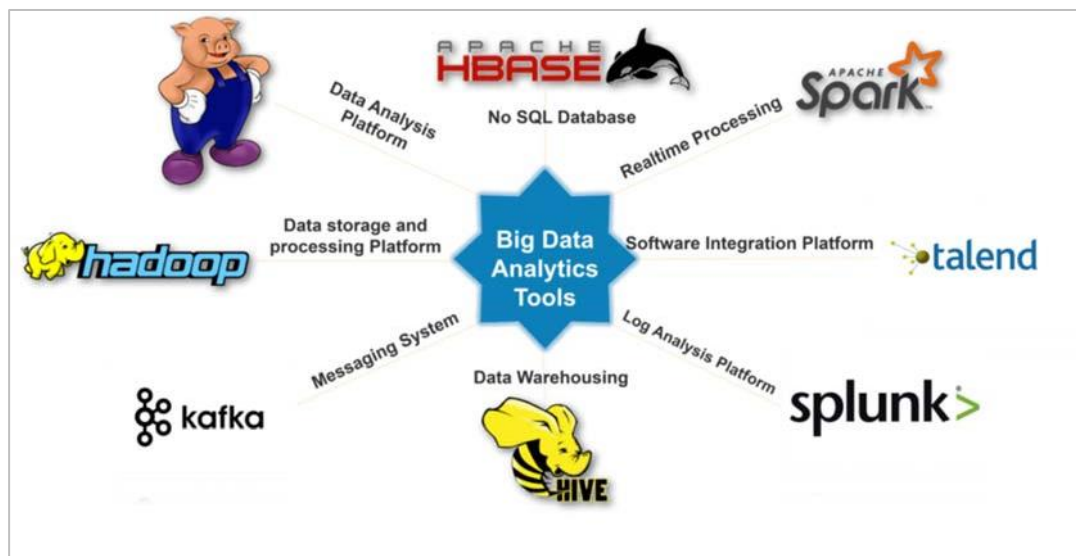 APACHE
HBASE
APACHE
Spark
Data Analysis
Platform
No SQL Database
Realtime Processing
Data storage and
processing Platform
hadoop
Big Data
Analytics
Tools
Software Integration Platform
talend
Messaging System
Log Analysis Platform
Data Warehousing
kafka
HIVE
splunk>